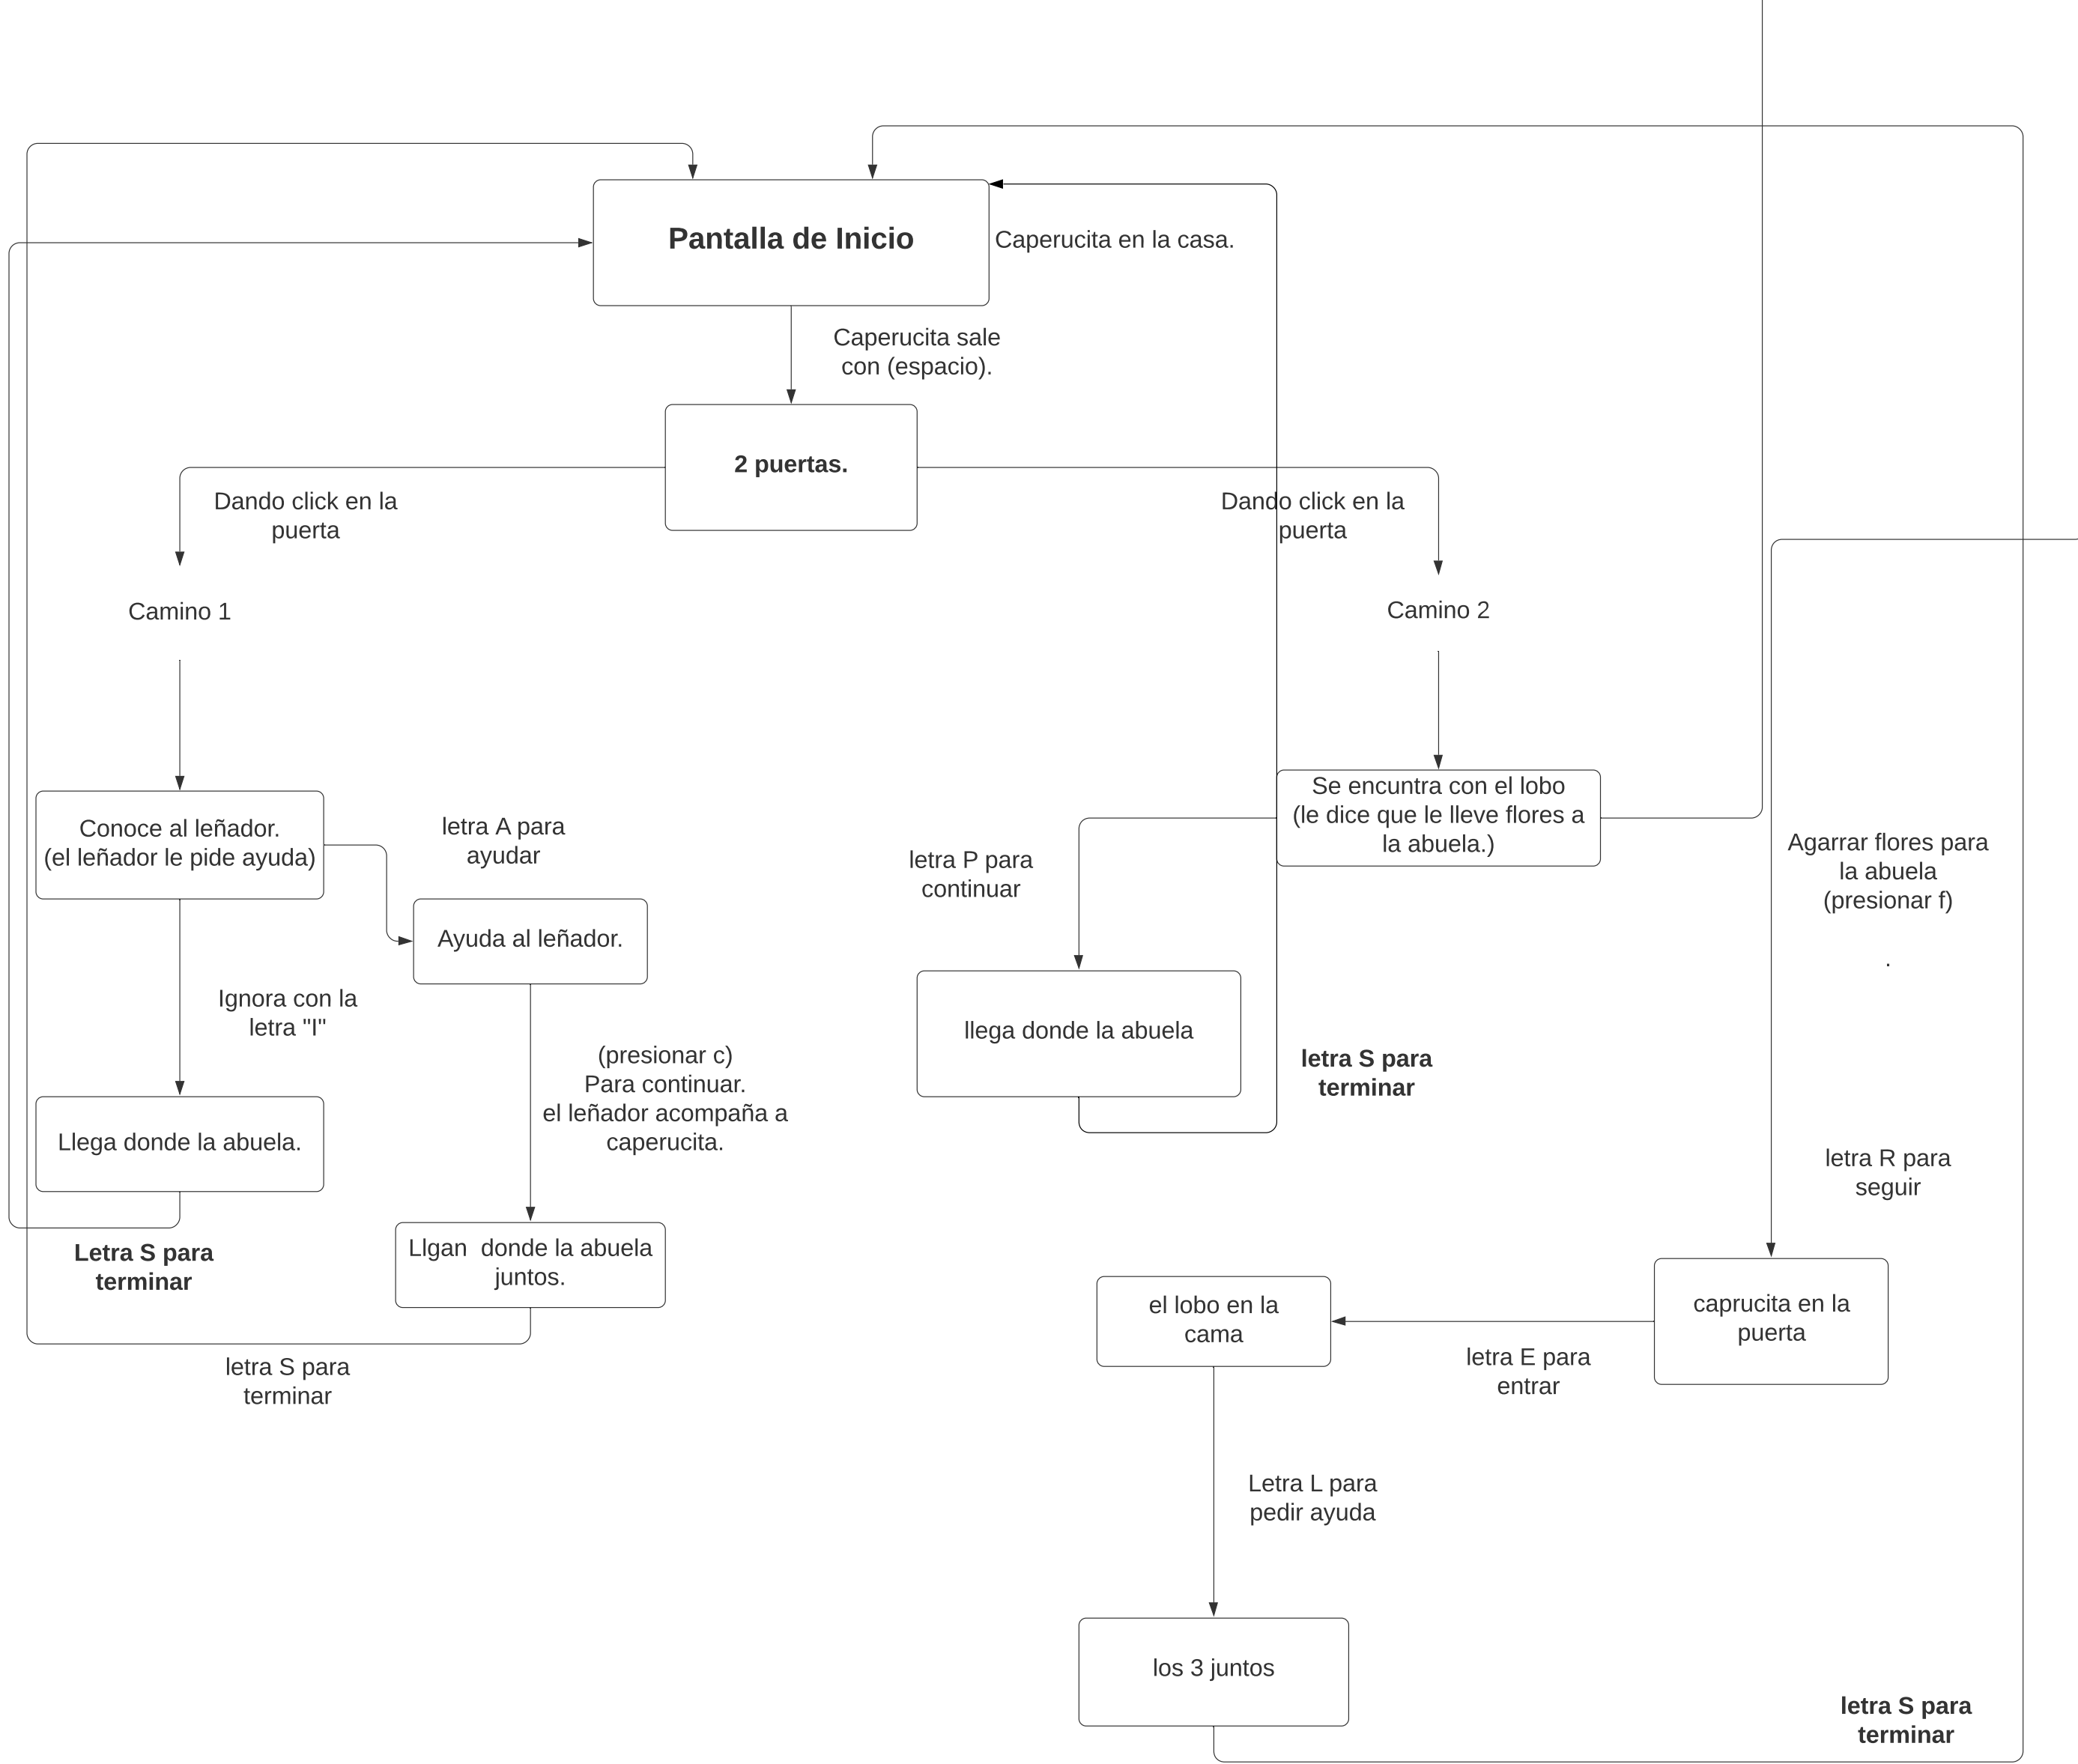 Pantalla de Inicio
Caperucita en la casa.
Caperucita sale
con (espacio).
2 puertas.
Dando click en la
puerta
Dando click en la
puerta
Camino 1
Camino 2
Se encuntra con el lobo
(le dice que le lleve flores a
la abuela.)
Conoce al leñador.
(el leñador le pide ayuda)
letra A para
ayudar
letra P para
continuar
Agarrar flores para
la abuela
(presionar f)
.
Ayuda al leñador.
Ignora con la
letra "I"
llega donde la abuela
(presionar c)
Para continuar.
el leñador acompaña a
caperucita.
letra S para
terminar
Llega donde la abuela.
letra R para
seguir
Letra S para
terminar
Llgan  donde la abuela
juntos.
el lobo en la
cama
caprucita en la
puerta
letra E para
entrar
letra S para
terminar
Letra L para
pedir ayuda
los 3 juntos
letra S para
terminar